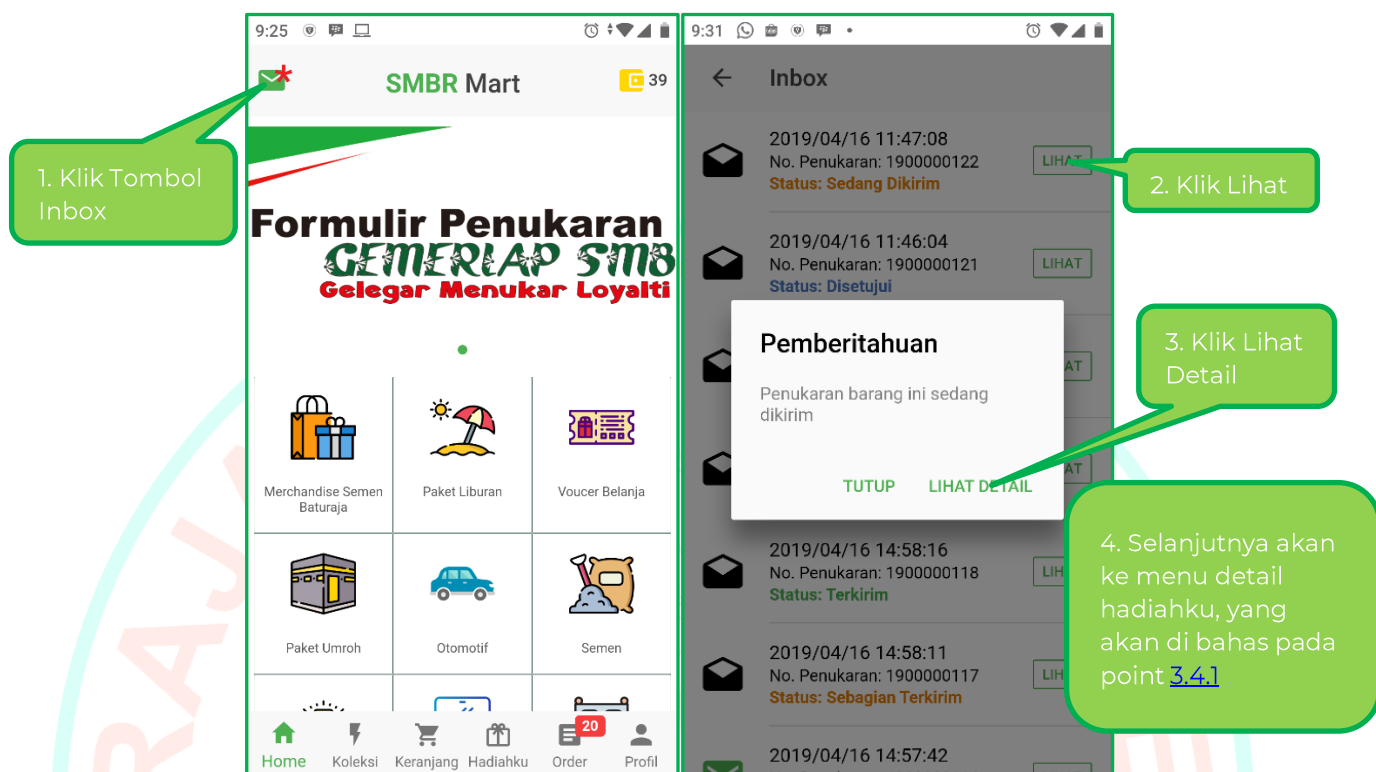 9:25
SMBR Mart
39
1. Klik Tombol
Inbox
Formulir Penukaran
GEMERLAP SMB
Gelegar Menukar Loyalti
Merchandise Semen
Baturaja
Paket Liburan
Voucer Belanja
Paket Umroh
Otomotif
Semen
20
Home
Koleksi
Keranjang
Hadiahku
Order
Profil
9:31
Inbox
2019/04/16 11:47:08
No. Penukaran: 1900000122
Status: Sedang Dikirim
LIHAT
2. Klik Lihat
2019/04/16 11:46:04
No. Penukaran: 1900000121
Status: Disetujui
LIHAT
Pemberitahuan
Penukaran barang ini sedang
dikirim
TUTUP
LIHAT DETAIL
AT
AT
3. Klik Lihat
Detail
2019/04/16 14:58:16
No. Penukaran: 1900000118
Status: Terkirim
LIH
2019/04/16 14:58:11
No. Penukaran: 1900000117
Status: Sebagian Terkirim
LIH
2019/04/16 14:57:42
4. Selanjutnya akan
ke menu detail
hadiahku, yang
akan di bahas pada
point 3.4.1
RAJA